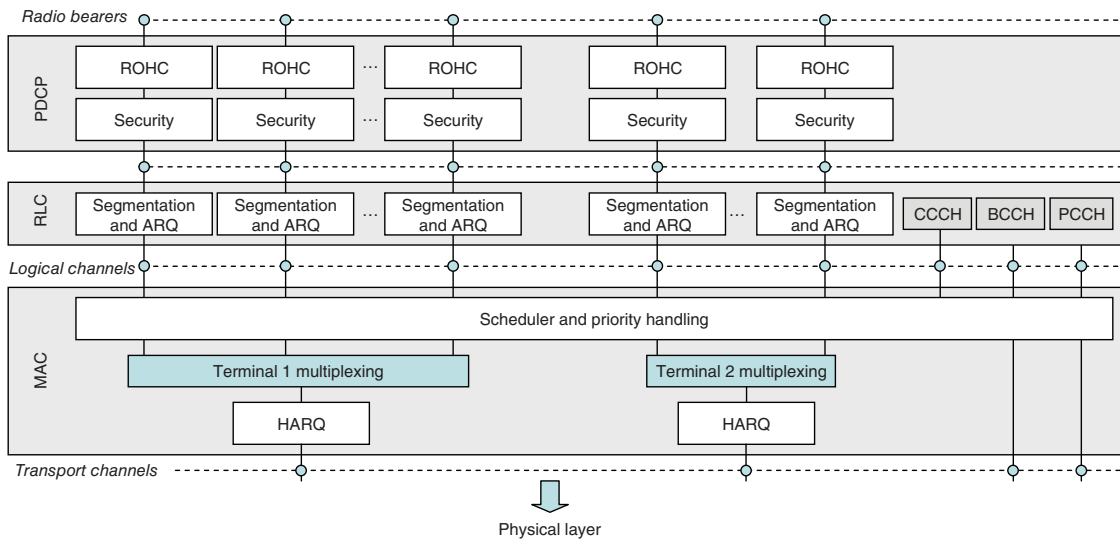 Radio bearers
PDCP
ROHC ROHC … ROHC ROHC ROHC
Security Security … Security Security Security
RLC
Segmentation and ARQ
Segmentation and ARQ
…
Segmentation and ARQ
Segmentation and ARQ
…
Segmentation and ARQ
CCCH BCCH PCCH
Logical channels
MAC
Scheduler and priority handling
Terminal 1 multiplexing Terminal 2 multiplexing
HARQ HARQ
Transport channels
Physical layer